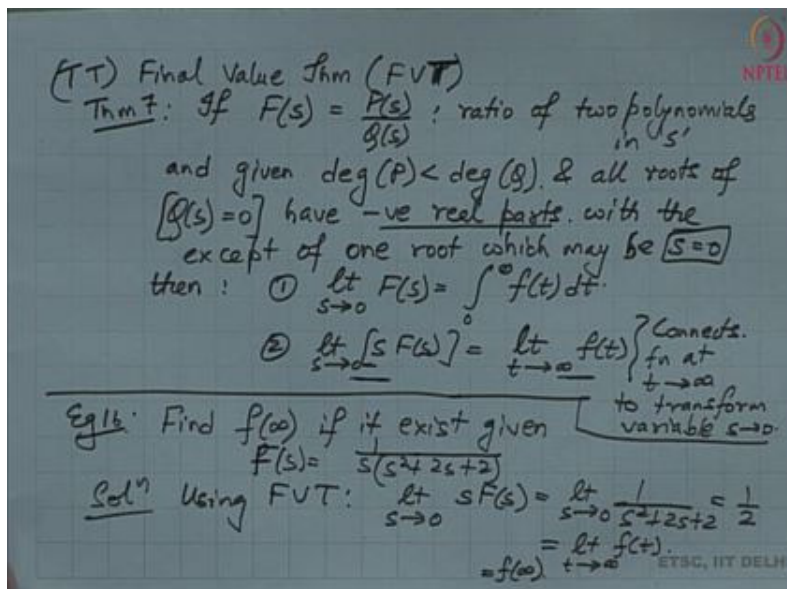 NPTEL
(TT) Final Value Thm (FVT)
Thm 7: If F(s) = P(s)/Q(s) : ratio of two polynomials
in 's'
and given deg(P) < deg(Q). & all roots of
[Q(s)=0] have -ve real parts. with the
except of one root which may be s=0
then : ① lt s→0 F(s) = ∫₀^∞ f(t) dt.
② lt s→0 [s F(s)] = lt t→∞ f(t) } Connects.
fn at
t→∞
to transform
variable s→0.
Eg 16. Find f(∞) if it exist given
F(s) = 1/s(s²+2s+2)
Solⁿ Using FVT: lt s→0 sF(s) = lt s→0 1/s²+2s+2 = 1/2
= lt t→∞ f(t).
= f(∞)
ETSC, IIT DELH